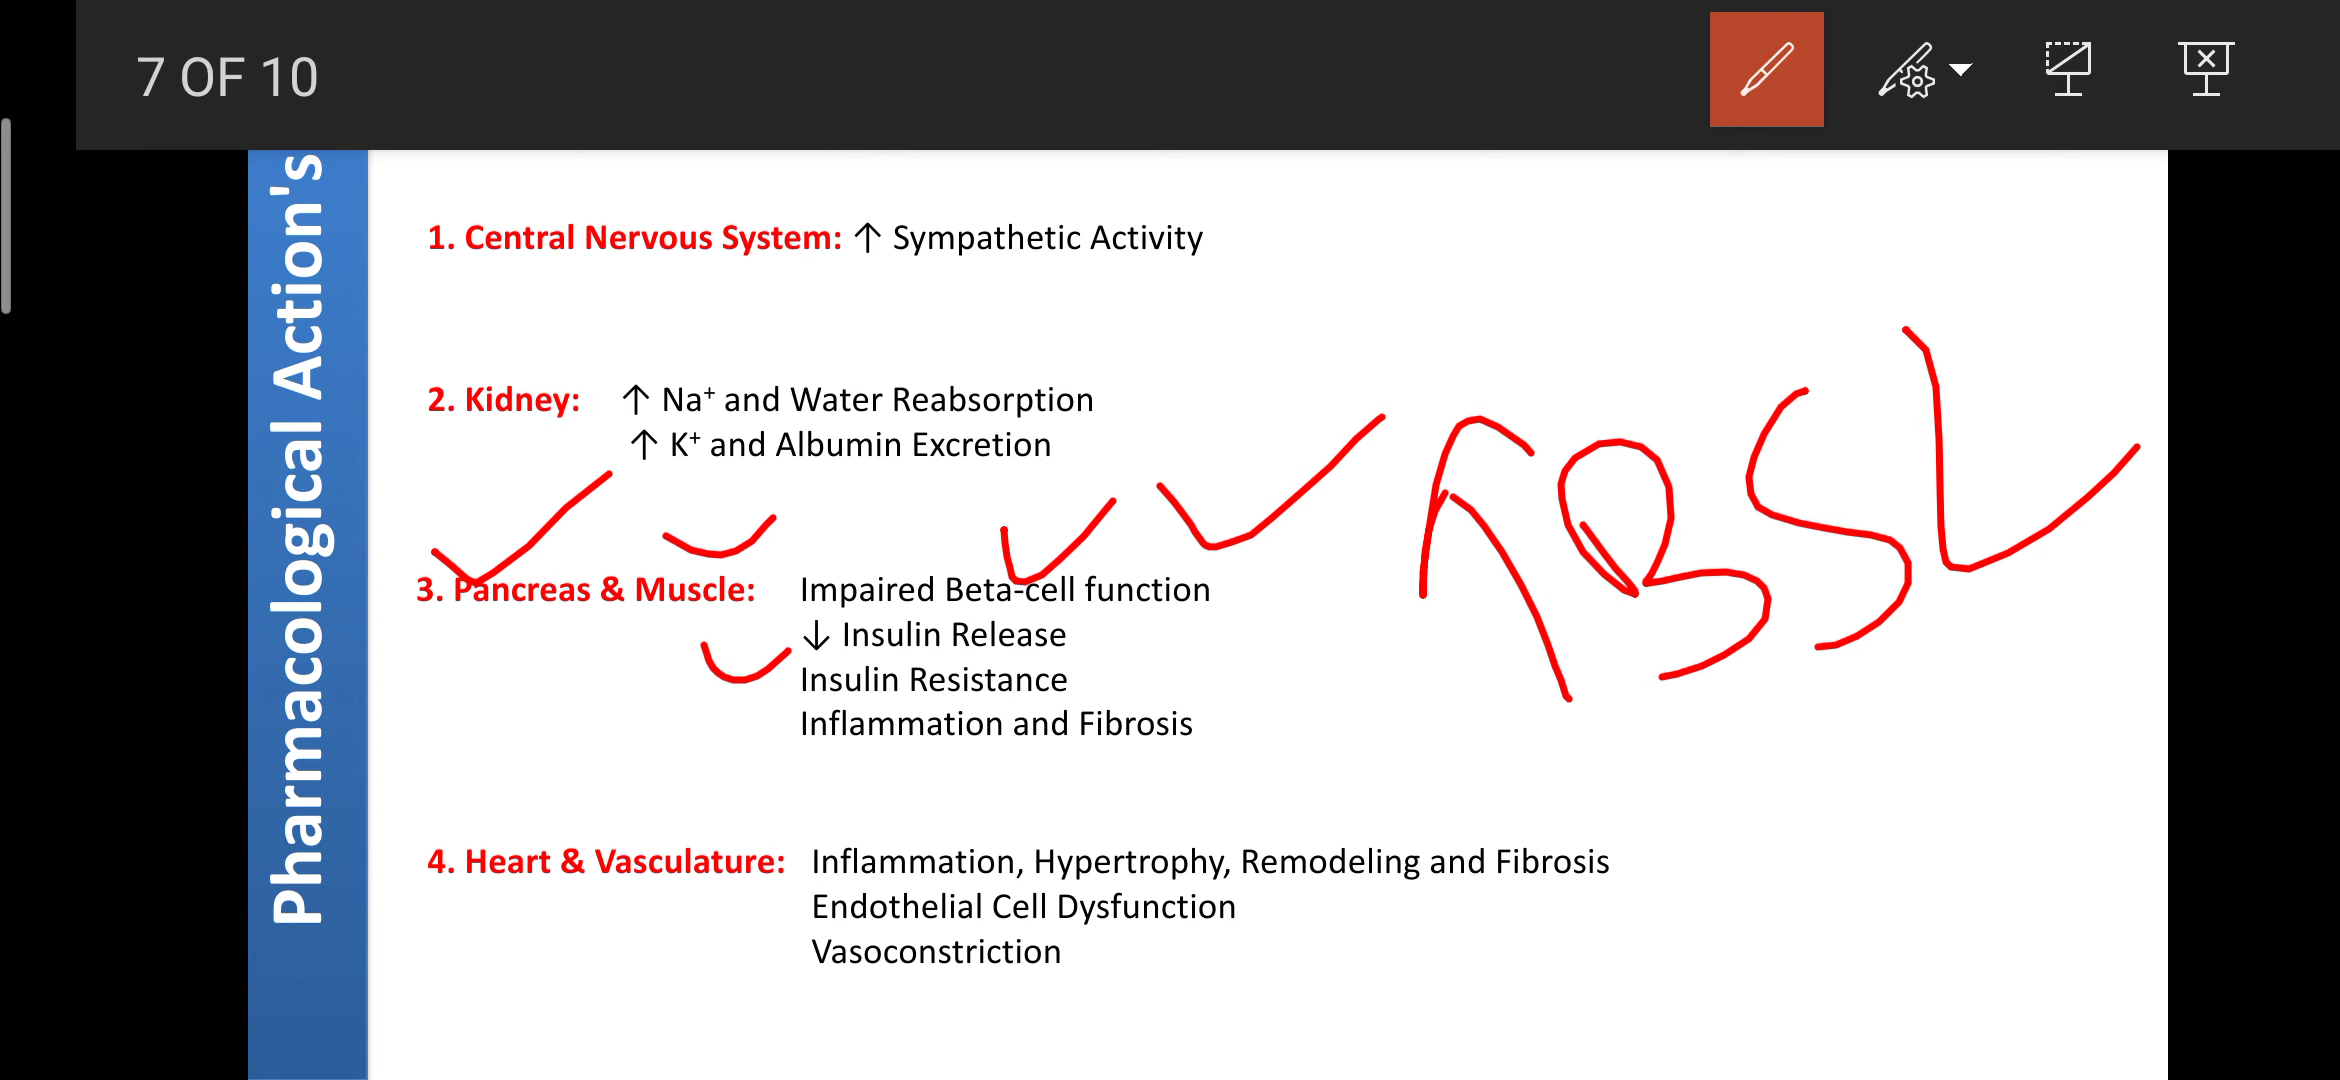 7 OF 10
Pharmacological Action's
1. Central Nervous System: ↑ Sympathetic Activity
2. Kidney: ↑ Na⁺ and Water Reabsorption
↑ K⁺ and Albumin Excretion
↑BSL
3. Pancreas & Muscle: Impaired Beta-cell function
↓ Insulin Release
Insulin Resistance
Inflammation and Fibrosis
4. Heart & Vasculature: Inflammation, Hypertrophy, Remodeling and Fibrosis
Endothelial Cell Dysfunction
Vasoconstriction